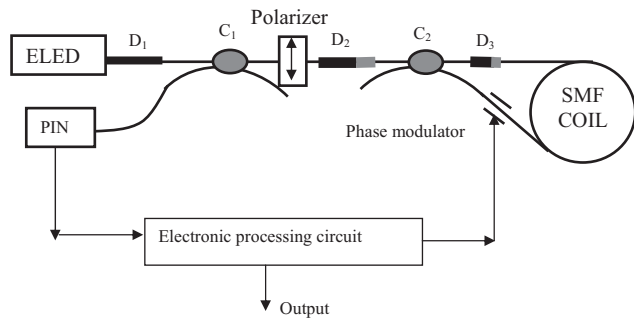 Polarizer
ELED
D1
C1
D2
C2
D3
PIN
Phase modulator
SMF
COIL
Electronic processing circuit
Output